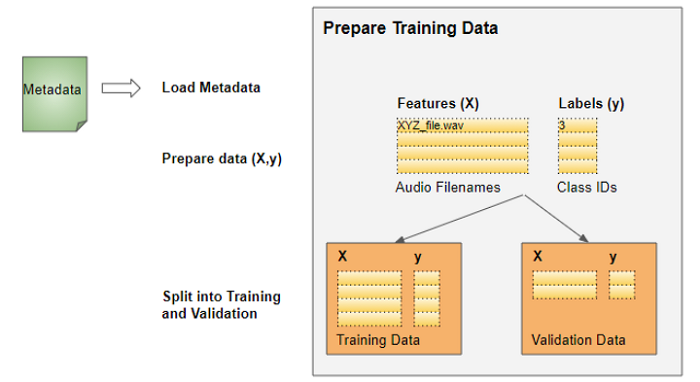 Prepare Training Data
Metadata
Load Metadata
Features (X)
Labels (y)
XYZ_file.wav
3
Prepare data (X,y)
Audio Filenames
Class IDs
X
y
X
y
Split into Training
and Validation
Training Data
Validation Data